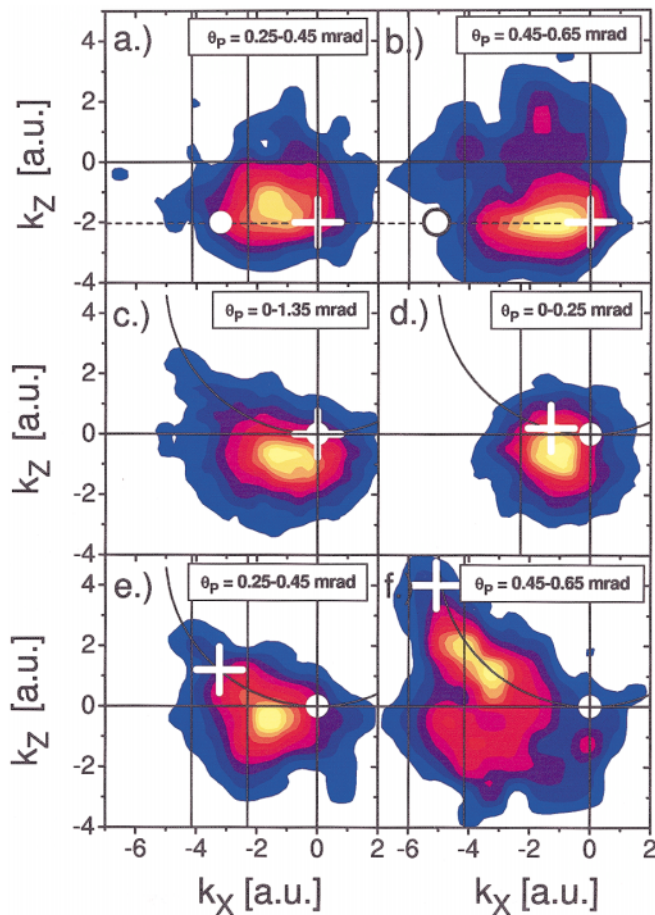 a.) θP = 0.25-0.45 mrad
b.) θP = 0.45-0.65 mrad
4
2
0
-2
-4
kZ [a.u.]
c.) θP = 0-1.35 mrad
d.) θP = 0-0.25 mrad
4
2
0
-2
-4
kZ [a.u.]
e.) θP = 0.25-0.45 mrad
f.) θP = 0.45-0.65 mrad
4
2
0
-2
-4
kZ [a.u.]
-6 -4 -2 0 2 -6 -4 -2 0 2
kX [a.u.] kX [a.u.]